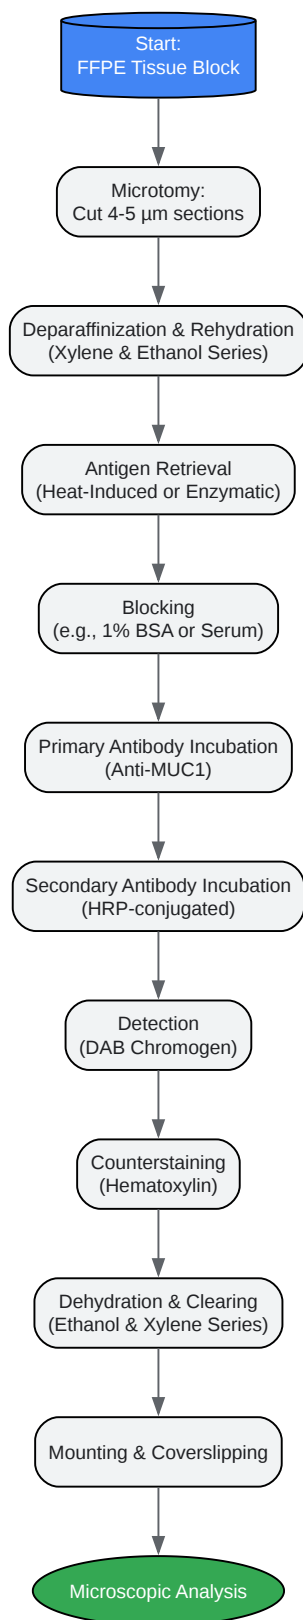 Start:
FFPE Tissue Block
Microtomy:
Cut 4-5 µm sections
Deparaffinization & Rehydration
(Xylene & Ethanol Series)
Antigen Retrieval
(Heat-Induced or Enzymatic)
Blocking
(e.g., 1% BSA or Serum)
Primary Antibody Incubation
(Anti-MUC1)
Secondary Antibody Incubation
(HRP-conjugated)
Detection
(DAB Chromogen)
Counterstaining
(Hematoxylin)
Dehydration & Clearing
(Ethanol & Xylene Series)
Mounting & Coverslipping
Microscopic Analysis